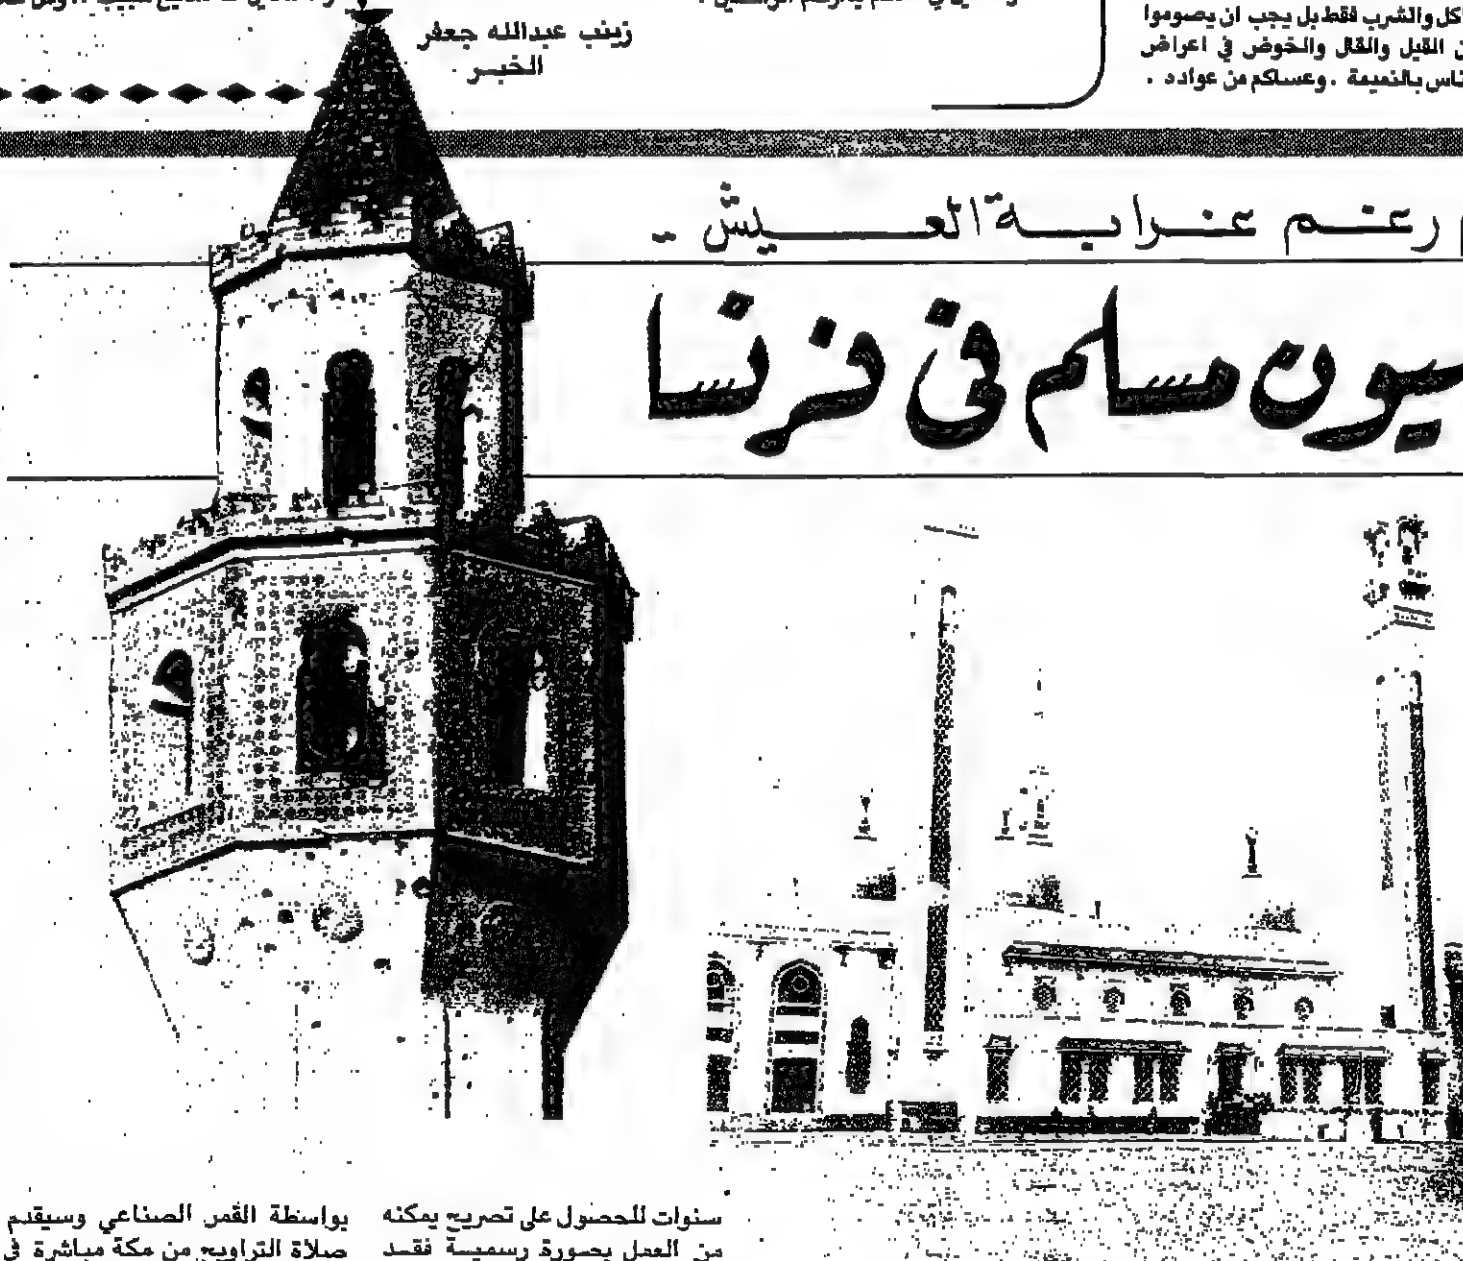 اكل والشرب فقط بل يجب ان يصوموا
القيل والقال والخوض في اعراض
بالنميمة . وعساكم من عوادد .
زينب عبدالله جعفر
الخبر
رغم غرابة العيش -
مسلم في فرنسا
سنوات للحصول على تصريح يمكنه
من العمل بصورة رسمية فقد
بواسطة القمر الصناعي وسيقدم
صلاة التراويح من مكة مباشرة في